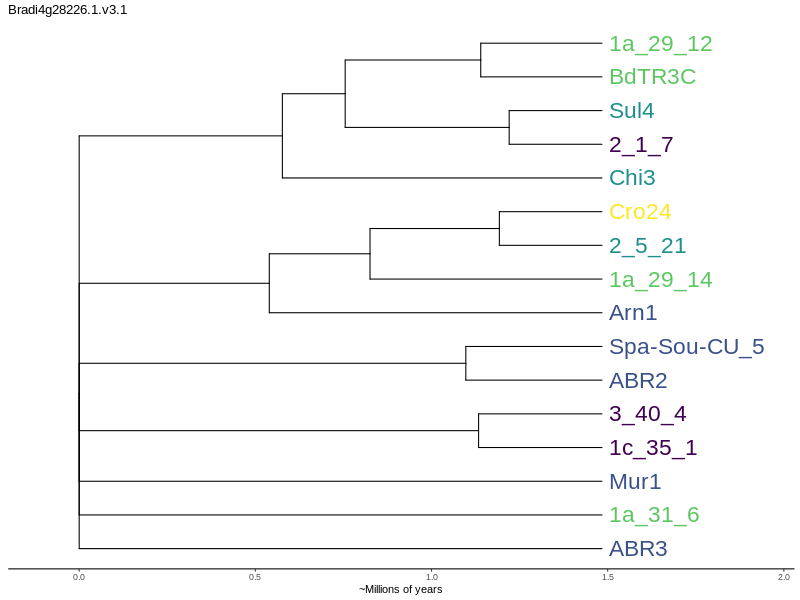 Bradi4g28226.1.v3.1
1a_29_12
BdTR3C
Sul4
2_1_7
Chi3
Cro24
2_5_21
1a_29_14
Arn1
Spa-Sou-CU_5
ABR2
3_40_4
1c_35_1
Mur1
1a_31_6
ABR3
0.0 0.5 1.0 1.5 2.0
~Millions of years